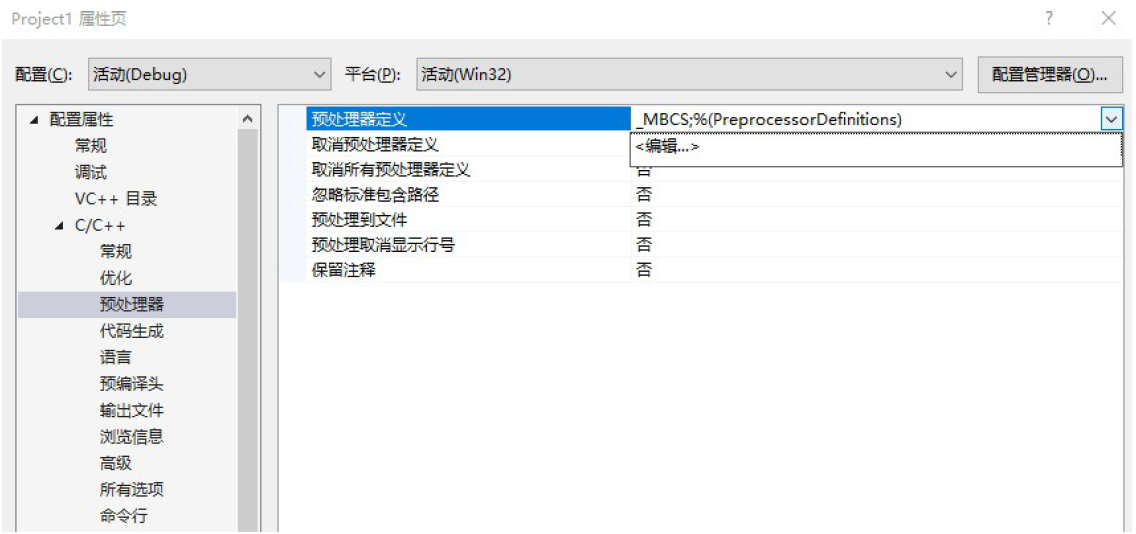 Project1 属性页
配置(C): 活动(Debug) 平台(P): 活动(Win32) 配置管理器(O)...
配置属性
常规
调试
VC++ 目录
C/C++
常规
优化
预处理器
代码生成
语言
预编译头
输出文件
浏览信息
高级
所有选项
命令行
预处理器定义 _MBCS;%(PreprocessorDefinitions)
取消预处理器定义 <编辑...>
取消所有预处理器定义 否
忽略标准包含路径 否
预处理到文件 否
预处理取消显示行号 否
保留注释 否